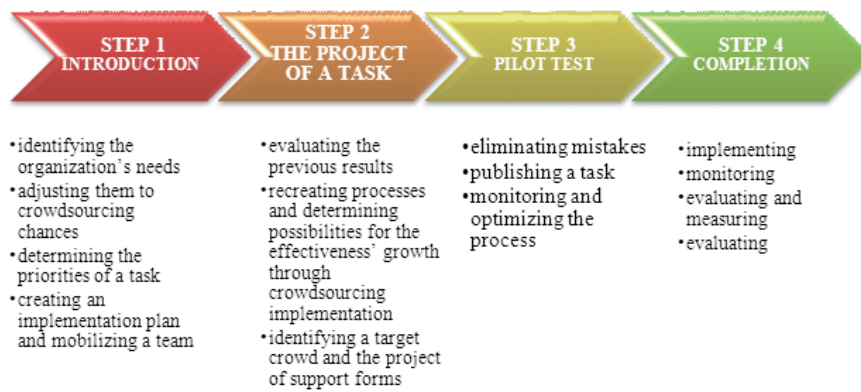 STEP 1
INTRODUCTION
•identifying the
organization's needs
•adjusting them to
crowdsourcing
chances
•determining the
priorities of a task
•creating an
implementation plan
and mobilizing a team
STEP 2
THE PROJECT
OF A TASK
•evaluating the
previous results
•recreating processes
and determining
possibilities for the
effectiveness' growth
through
crowdsourcing
implementation
•identifying a target
crowd and the project
of support forms
STEP 3
PILOT TEST
•eliminating mistakes
•publishing a task
•monitoring and
optimizing the
process
STEP 4
COMPLETION
•implementing
•monitoring
•evaluating and
measuring
•evaluating